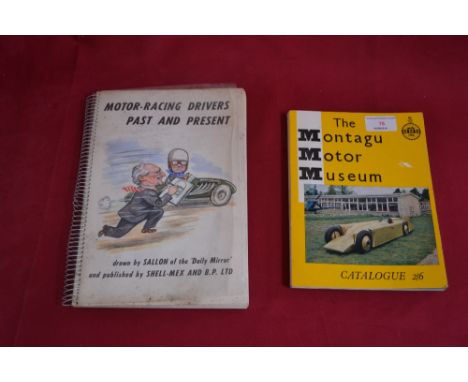 MOTOR-RACING DRIVERS
PAST AND PRESENT
drawn by SALLON of the 'Daily Mirror'
and published by SHELL-MEX AND B.P. LTD
The
Montagu
Motor
Museum
CATALOGUE 2/6